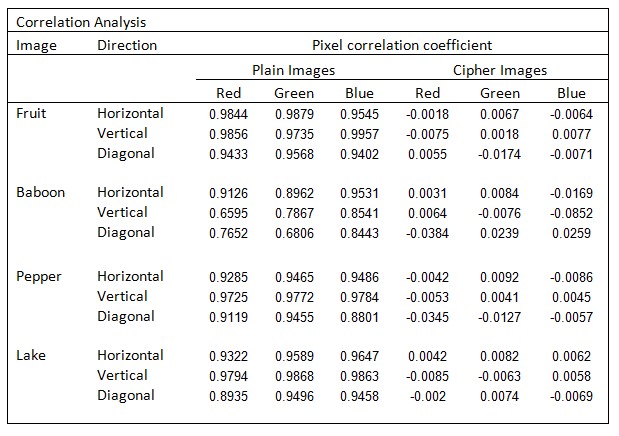 Correlation Analysis
Image Direction Pixel correlation coefficient
Plain Images Cipher Images
Red Green Blue Red Green Blue
Fruit Horizontal 0.9844 0.9879 0.9545 -0.0018 0.0067 -0.0064
Vertical 0.9856 0.9735 0.9957 -0.0075 0.0018 0.0077
Diagonal 0.9433 0.9568 0.9402 0.0055 -0.0174 -0.0071
Baboon Horizontal 0.9126 0.8962 0.9531 0.0031 0.0084 -0.0169
Vertical 0.6595 0.7867 0.8541 0.0064 -0.0076 -0.0852
Diagonal 0.7652 0.6806 0.8443 -0.0384 0.0239 0.0259
Pepper Horizontal 0.9285 0.9465 0.9486 -0.0042 0.0092 -0.0086
Vertical 0.9725 0.9772 0.9784 -0.0053 0.0041 0.0045
Diagonal 0.9119 0.9455 0.8801 -0.0345 -0.0127 -0.0057
Lake Horizontal 0.9322 0.9589 0.9647 0.0042 0.0082 0.0062
Vertical 0.9794 0.9868 0.9863 -0.0085 -0.0063 0.0058
Diagonal 0.8935 0.9496 0.9458 -0.002 0.0074 -0.0069